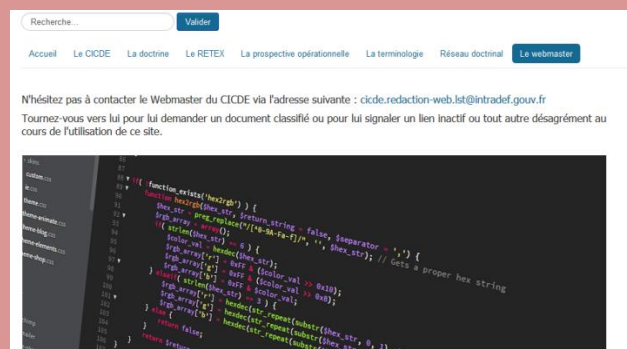 Recherche...
Valider
Accueil Le CICDE La doctrine Le RETEX La prospective opérationnelle La terminologie Réseau doctrinal Le webmaster
N'hésitez pas à contacter le Webmaster du CICDE via l'adresse suivante : cicde.redaction-web.lst@intradef.gouv.fr
Tournez-vous vers lui pour lui demander un document classifié ou pour lui signaler un lien inactif ou tout autre désagrément au
cours de l'utilisation de ce site.
custom.css
ie.css
theme.css
theme-animate.css
theme-blog.css
theme-elements.css
theme-shop.css
function_exists('hex2rgb') ) {
function hex2rgb($hex_str, $return_string = false, $separator = ',') {
$hex_str = preg_replace("/[^0-9A-Fa-f]/", '', $hex_str); // Gets a proper hex string
$rgb_array = array();
if( strlen($hex_str) == 6 ) {
$color_val = hexdec($hex_str);
$rgb_array['r'] = 0xFF & ($color_val >> 0x10);
$rgb_array['g'] = 0xFF & ($color_val >> 0x8);
$rgb_array['b'] = 0xFF & $color_val;
} elseif( strlen($hex_str) == 3 ) {
$rgb_array['r'] = hexdec(str_repeat(substr($hex_str, 0, 1),
$rgb_array['g'] = hexdec(str_repeat(substr($hex_str,
$rgb_array['b'] = hexdec(str_repeat(substr(
} else {
return false;
}
return